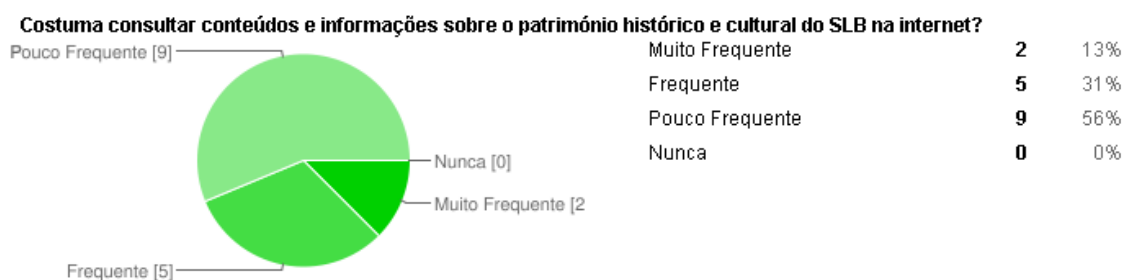 Costuma consultar conteúdos e informações sobre o património histórico e cultural do SLB na internet?
Pouco Frequente [9]
Nunca [0]
Muito Frequente [2
Frequente [5]
Muito Frequente 2 13%
Frequente 5 31%
Pouco Frequente 9 56%
Nunca 0 0%